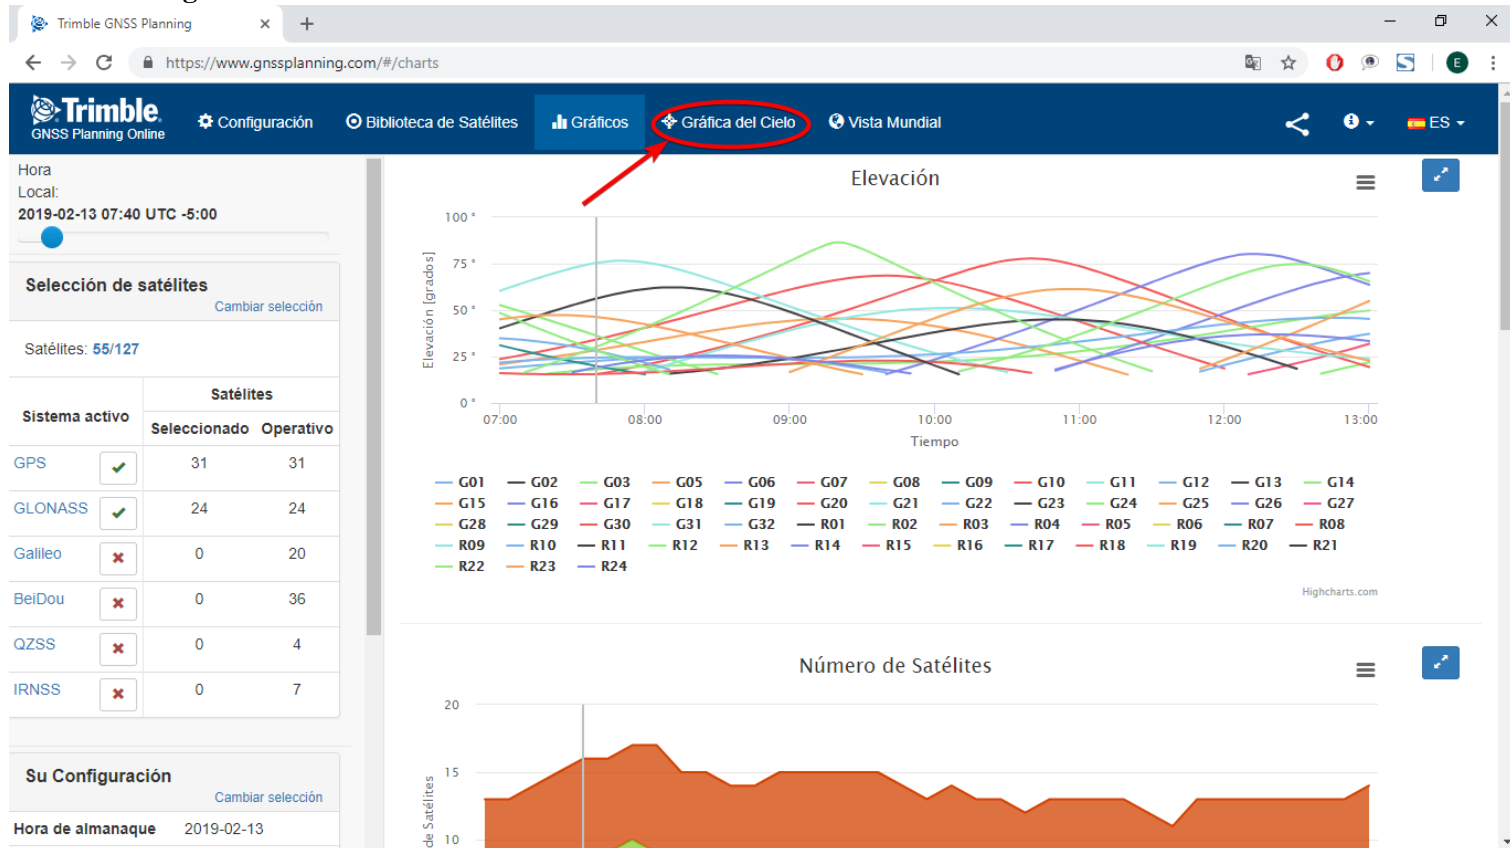 Trimble GNSS Planning
https://www.gnssplanning.com/#/charts
E
Trimble.
GNSS Planning Online
Configuración
Biblioteca de Satélites
Gráficos
Gráfica del Cielo
Vista Mundial
ES
Hora
Local:
2019-02-13 07:40 UTC -5:00
Selección de satélites
Cambiar selección
Satélites: 55/127
Sistema activo
Satélites
Seleccionado Operativo
GPS 31 31
GLONASS 24 24
Galileo 0 20
BeiDou 0 36
QZSS 0 4
IRNSS 0 7
Su Configuración
Cambiar selección
Hora de almanaque 2019-02-13
Elevación
Elevación [grados]
100 °
75 °
50 °
25 °
0 °
07:00 08:00 09:00 10:00 11:00 12:00 13:00
Tiempo
G01 G02 G03 G05 G06 G07 G08 G09 G10 G11 G12 G13 G14
G15 G16 G17 G18 G19 G20 G21 G22 G23 G24 G25 G26 G27
G28 G29 G30 G31 G32 R01 R02 R03 R04 R05 R06 R07 R08
R09 R10 R11 R12 R13 R14 R15 R16 R17 R18 R19 R20 R21
R22 R23 R24
Highcharts.com
Número de Satélites
de Satélites
20
15
10